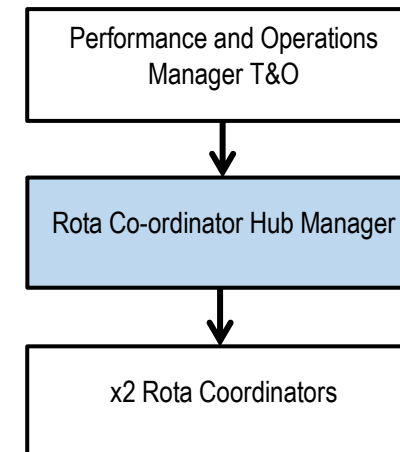 Performance and Operations
Manager T&O
Rota Co-ordinator Hub Manager
x2 Rota Coordinators